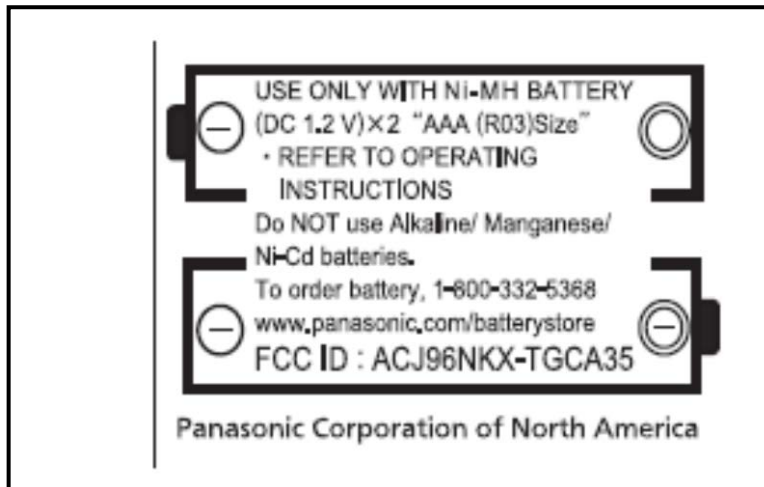 USE ONLY WITH Ni-MH BATTERY
(DC 1.2 V)×2 “AAA (R03)Size”
・REFER TO OPERATING
INSTRUCTIONS
Do NOT use Alkaline/ Manganese/
Ni-Cd batteries.
To order battery, 1-800-332-5368
www.panasonic.com/batterystore
FCC ID : ACJ96NKX-TGCA35
Panasonic Corporation of North America